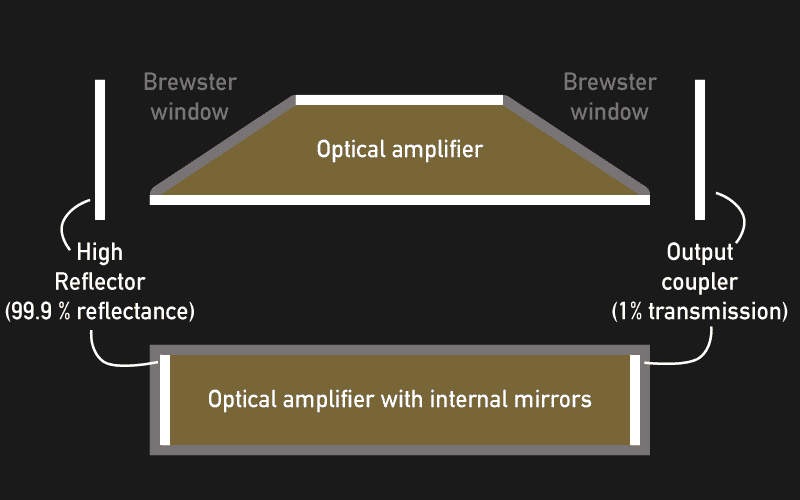 Brewster
window
Brewster
window
Optical amplifier
High
Reflector
(99.9 % reflectance)
Output
coupler
(1% transmission)
Optical amplifier with internal mirrors